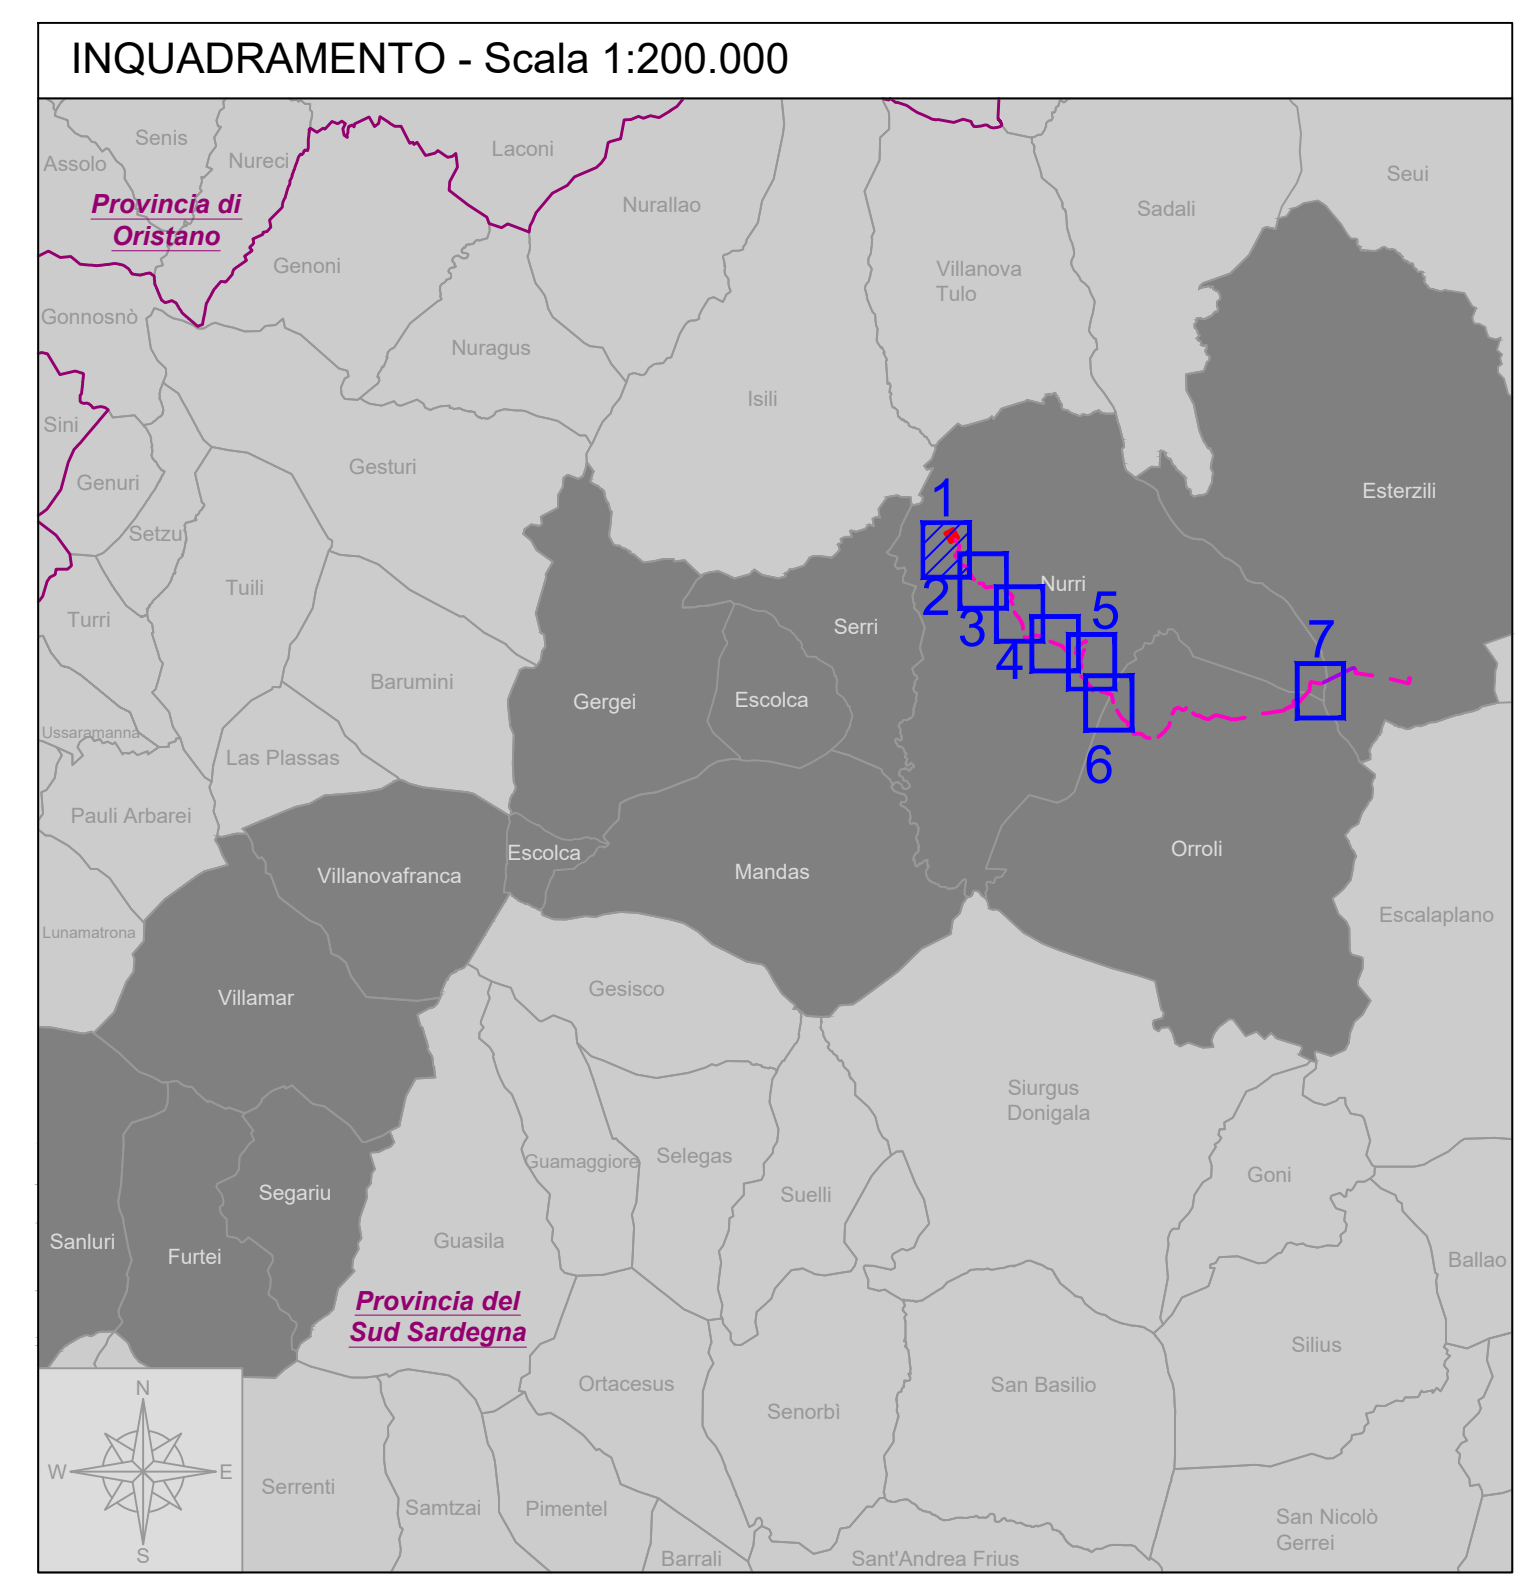 INQUADRAMENTO - Scala 1:200.000
Senis
Assolo
Nureci
Laconi
Seui
Provincia di
Oristano
Nurallao
Sadali
Genoni
Villanova
Tulo
Gonnosnò
Nuragus
Isili
Sini
Gesturi
Genuri
Esterzili
1
Setzu
Tuili
Nurri
2
5
Turri
Serri
3
7
4
Barumini
Gergei
Escolca
Ussaramanna
Las Plassas
6
Pauli Arbarei
Escolca
Orroli
Villanovafranca
Mandas
Escalaplano
Lunamatrona
Villamar
Gesisco
Siurgus
Donigala
Guamaggiore
Selegas
Goni
Segariu
Suelli
Sanluri
Guasila
Furtei
Ballao
Provincia del
Sud Sardegna
Silius
Ortacesus
San Basilio
N
Senorbì
W
E
Serrenti
Samtzai
Pimentel
San Nicolò
Gerrei
S
Barrali
Sant'Andrea Frius